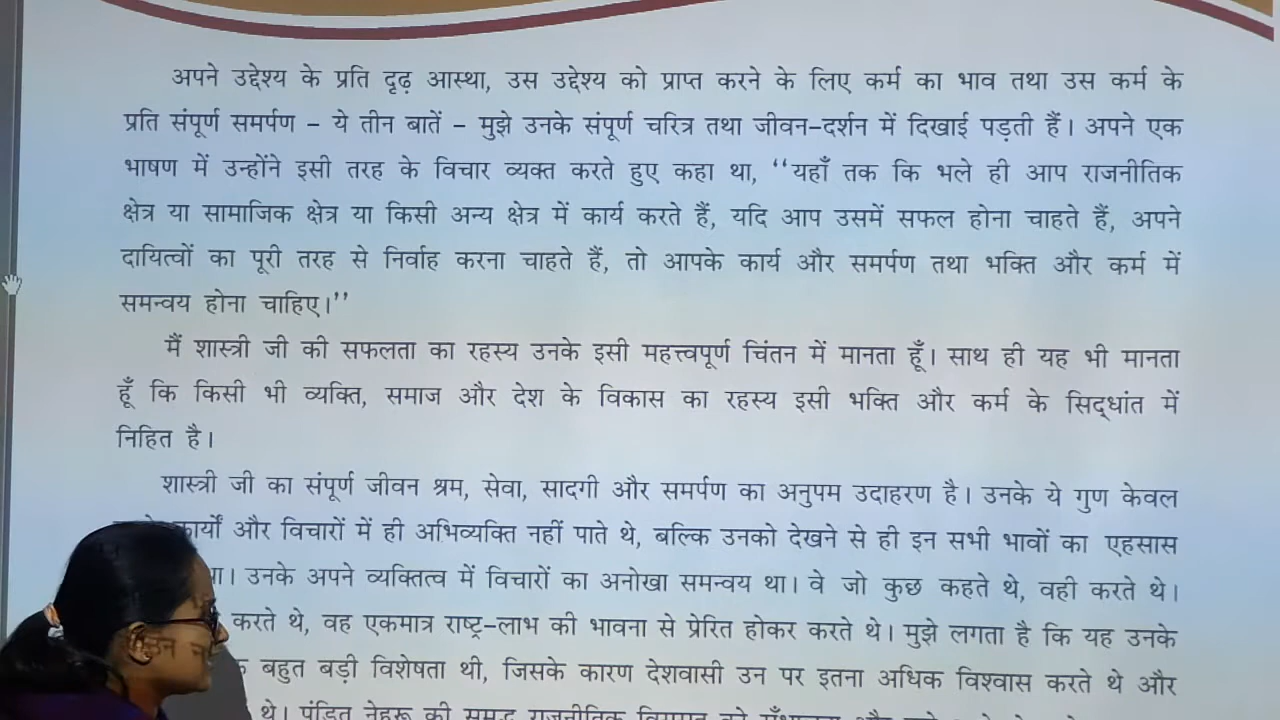 अपने उद्देश्य के प्रति दृढ़ आस्था, उस उद्देश्य को प्राप्त करने के लिए कर्म का भाव तथा उस कर्म के
प्रति संपूर्ण समर्पण – ये तीन बातें – मुझे उनके संपूर्ण चरित्र तथा जीवन-दर्शन में दिखाई पड़ती हैं। अपने एक
भाषण में उन्होंने इसी तरह के विचार व्यक्त करते हुए कहा था, ‘‘यहाँ तक कि भले ही आप राजनीतिक
क्षेत्र या सामाजिक क्षेत्र या किसी अन्य क्षेत्र में कार्य करते हैं, यदि आप उसमें सफल होना चाहते हैं, अपने
दायित्वों का पूरी तरह से निर्वाह करना चाहते हैं, तो आपके कार्य और समर्पण तथा भक्ति और कर्म में
समन्वय होना चाहिए।’’
मैं शास्त्री जी की सफलता का रहस्य उनके इसी महत्त्वपूर्ण चिंतन में मानता हूँ। साथ ही यह भी मानता
हूँ कि किसी भी व्यक्ति, समाज और देश के विकास का रहस्य इसी भक्ति और कर्म के सिद्धांत में
निहित है।
शास्त्री जी का संपूर्ण जीवन श्रम, सेवा, सादगी और समर्पण का अनुपम उदाहरण है। उनके ये गुण केवल
कार्यों और विचारों में ही अभिव्यक्ति नहीं पाते थे, बल्कि उनको देखने से ही इन सभी भावों का एहसास
उनके अपने व्यक्तित्व में विचारों का अनोखा समन्वय था। वे जो कुछ कहते थे, वही करते थे।
करते थे, वह एकमात्र राष्ट्र-लाभ की भावना से प्रेरित होकर करते थे। मुझे लगता है कि यह उनके
बहुत बड़ी विशेषता थी, जिसके कारण देशवासी उन पर इतना अधिक विश्वास करते थे और
थे। पंडित नेहरू की समृद्ध राजनीतिक